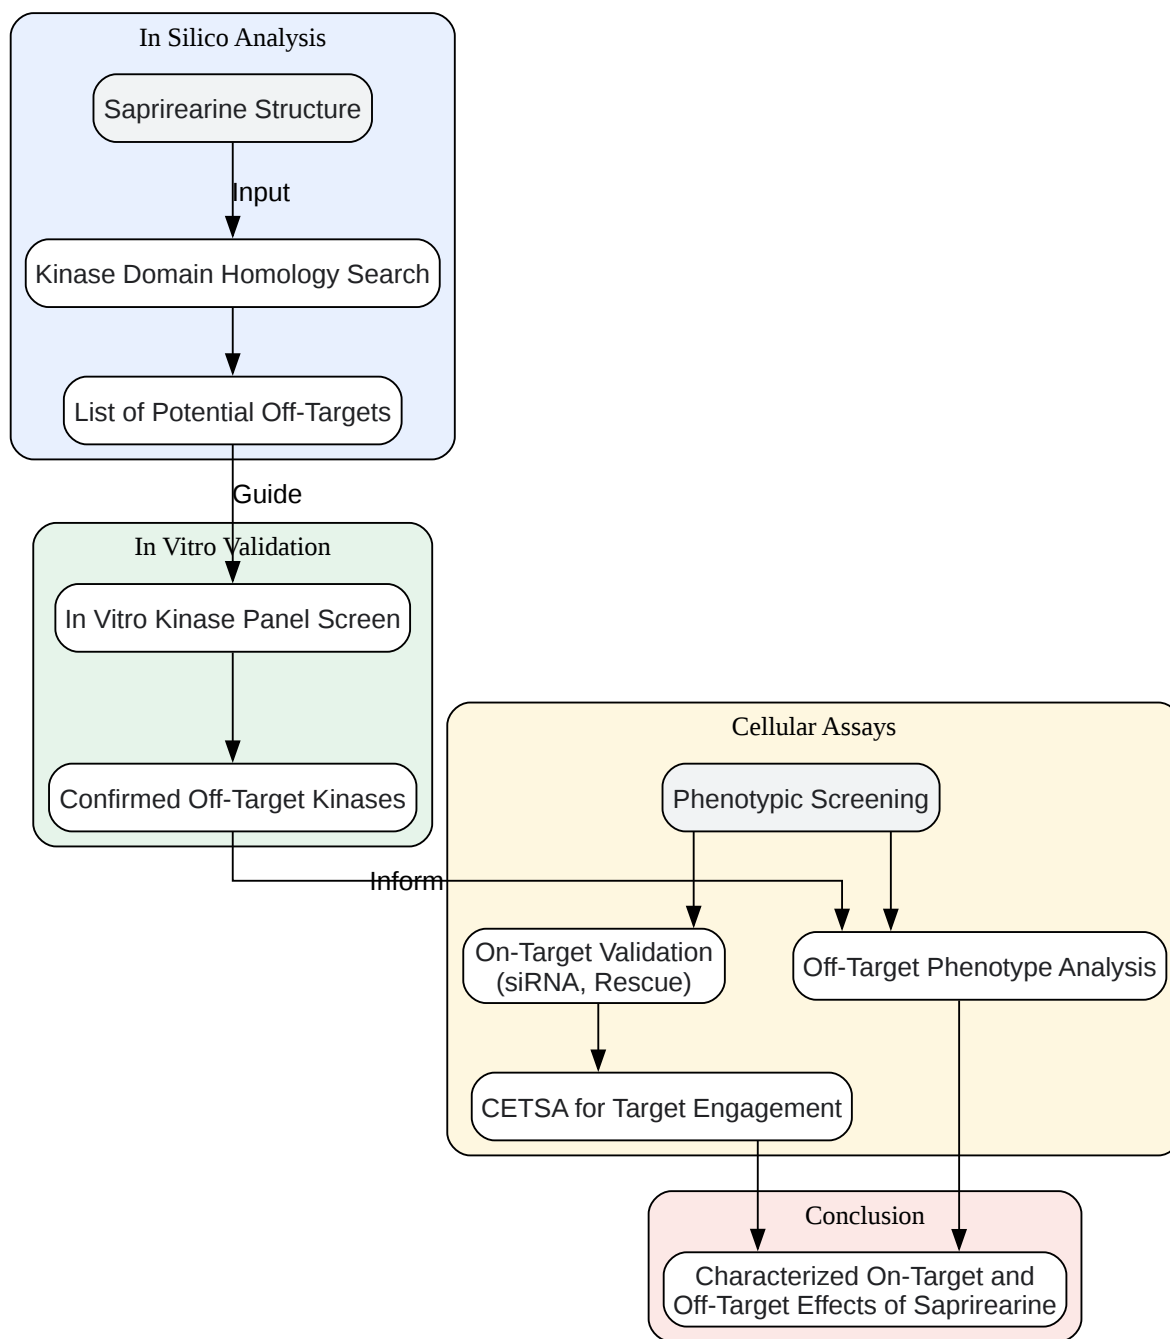 In Silico Analysis
Saprirearine Structure
Input
Kinase Domain Homology Search
List of Potential Off-Targets
Guide
In Vitro Validation
In Vitro Kinase Panel Screen
Confirmed Off-Target Kinases
Cellular Assays
Phenotypic Screening
Inform
On-Target Validation
(siRNA, Rescue)
Off-Target Phenotype Analysis
CETSA for Target Engagement
Conclusion
Characterized On-Target and
Off-Target Effects of Saprirearine